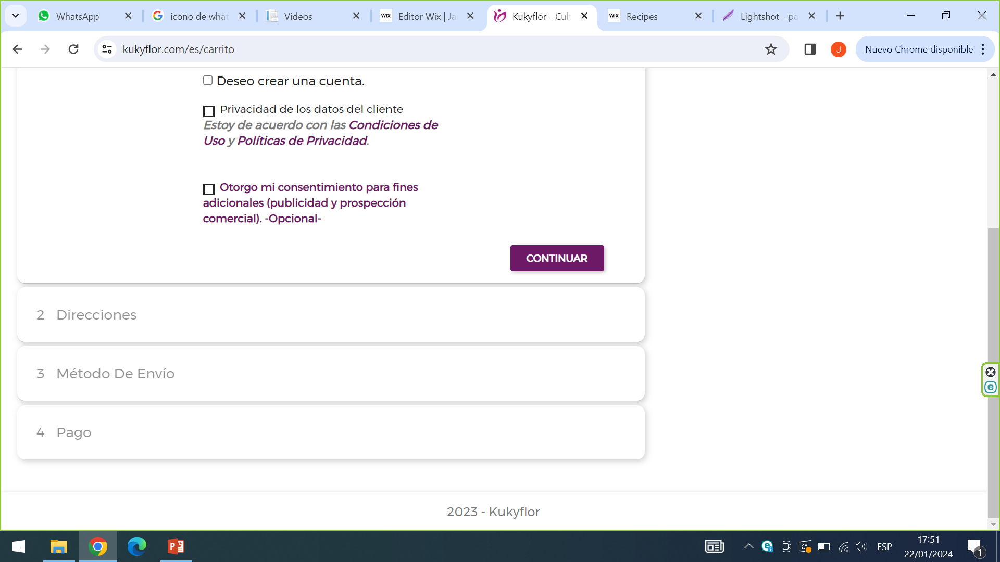 WhatsApp
icono de what
Videos
Editor Wix | Ja
Kukyflor - Cult
Recipes
Lightshot - pa
kukyflor.com/es/carrito
J
Nuevo Chrome disponible
Deseo crear una cuenta.
Privacidad de los datos del cliente
Estoy de acuerdo con las Condiciones de
Uso y Políticas de Privacidad.
Otorgo mi consentimiento para fines
adicionales (publicidad y prospección
comercial). -Opcional-
CONTINUAR
2 Direcciones
3 Método De Envío
4 Pago
2023 - Kukyflor
ESP
17:51
22/01/2024
1